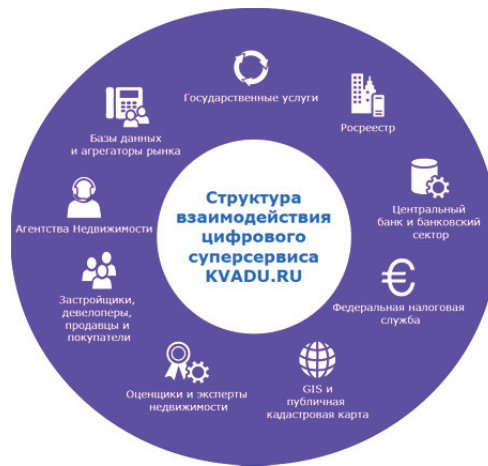 Государственные услуги
Росреестр
Центральный
банк и банковский
сектор
Федеральная налоговая
служба
GIS и
публичная
кадастровая карта
Оценщики и эксперты
недвижимости
Застройщики,
девелоперы,
продавцы и
покупатели
Агентства Недвижимости
Базы данных
и агрегаторы рынка
Структура
взаимодействия
цифрового
суперсервиса
KVADU.RU